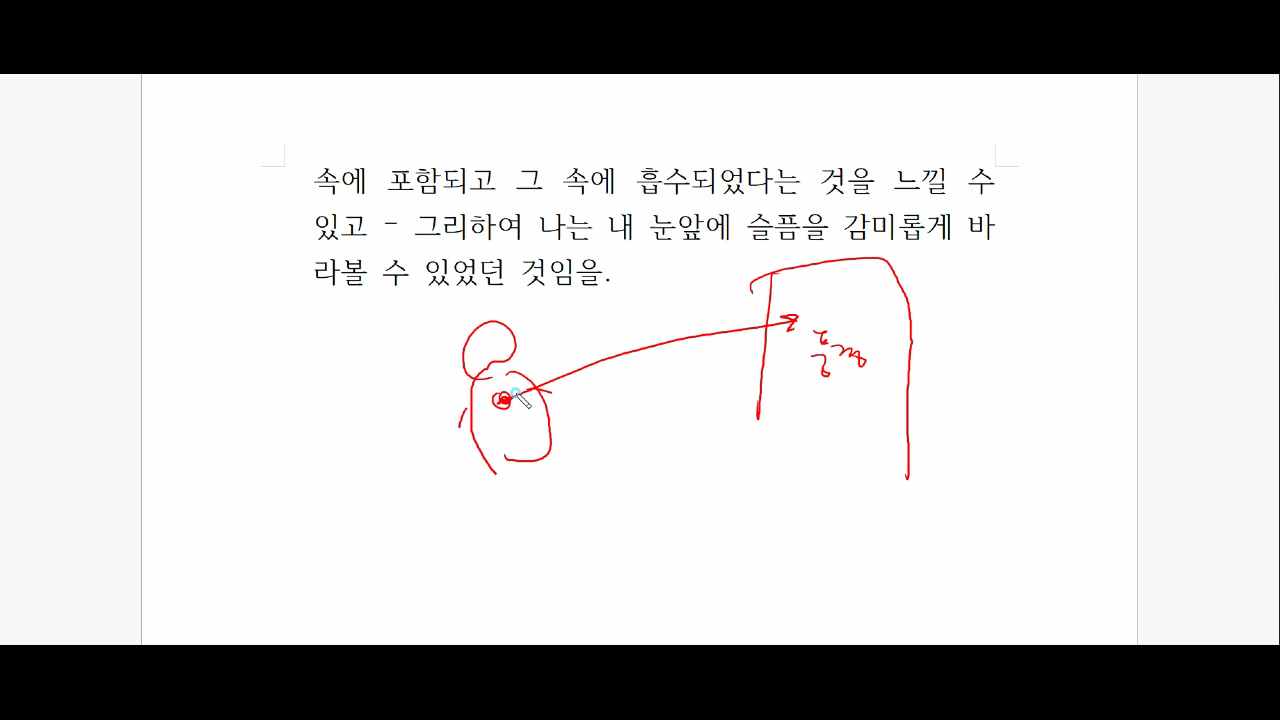 속에 포함되고 그 속에 흡수되었다는 것을 느낄 수
있고 - 그리하여 나는 내 눈앞에 슬픔을 감미롭게 바
라볼 수 있었던 것임을.